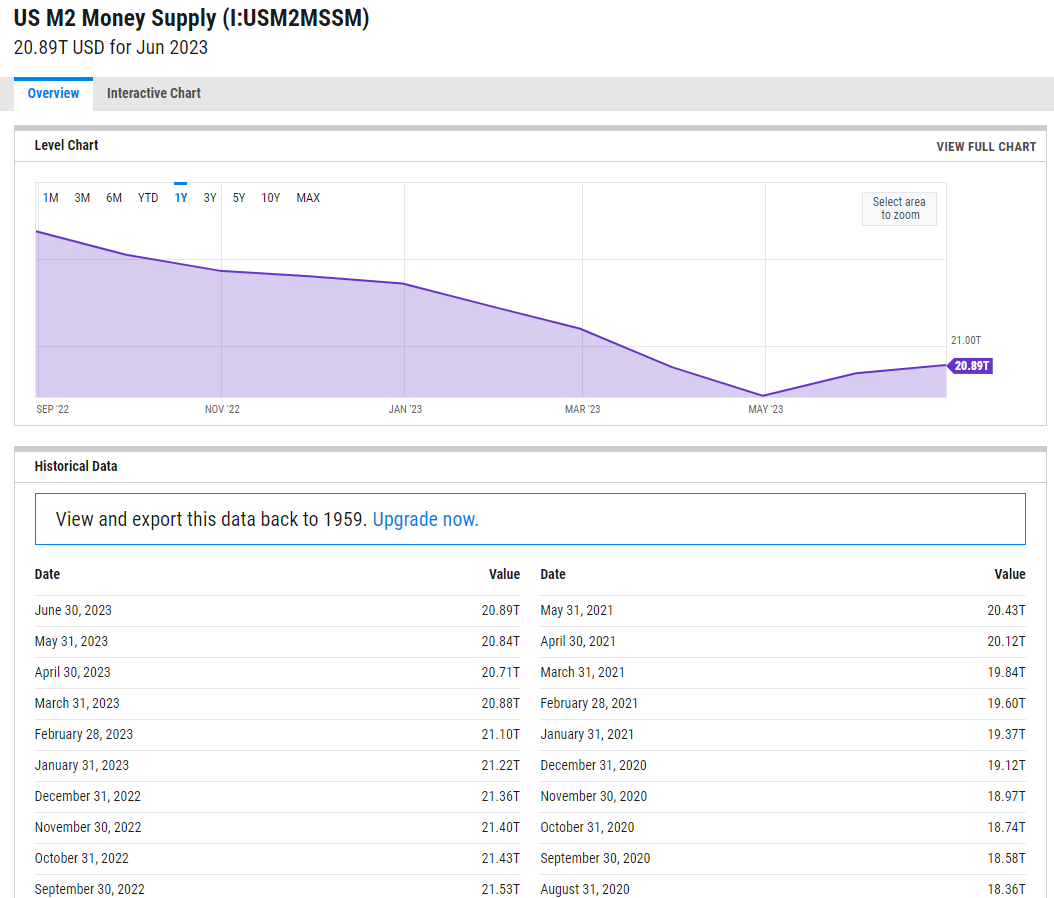 US M2 Money Supply (I:USM2MSSM)
20.89T USD for Jun 2023
Overview Interactive Chart
Level Chart VIEW FULL CHART
1M 3M 6M YTD 1Y 3Y 5Y 10Y MAX
Select area
to zoom
21.00T
20.89T
SEP '22 NOV '22 JAN '23 MAR '23 MAY '23
Historical Data
View and export this data back to 1959. Upgrade now.
Date Value Date Value
June 30, 2023 20.89T May 31, 2021 20.43T
May 31, 2023 20.84T April 30, 2021 20.12T
April 30, 2023 20.71T March 31, 2021 19.84T
March 31, 2023 20.88T February 28, 2021 19.60T
February 28, 2023 21.10T January 31, 2021 19.37T
January 31, 2023 21.22T December 31, 2020 19.12T
December 31, 2022 21.36T November 30, 2020 18.97T
November 30, 2022 21.40T October 31, 2020 18.74T
October 31, 2022 21.43T September 30, 2020 18.58T
September 30, 2022 21.53T August 31, 2020 18.36T